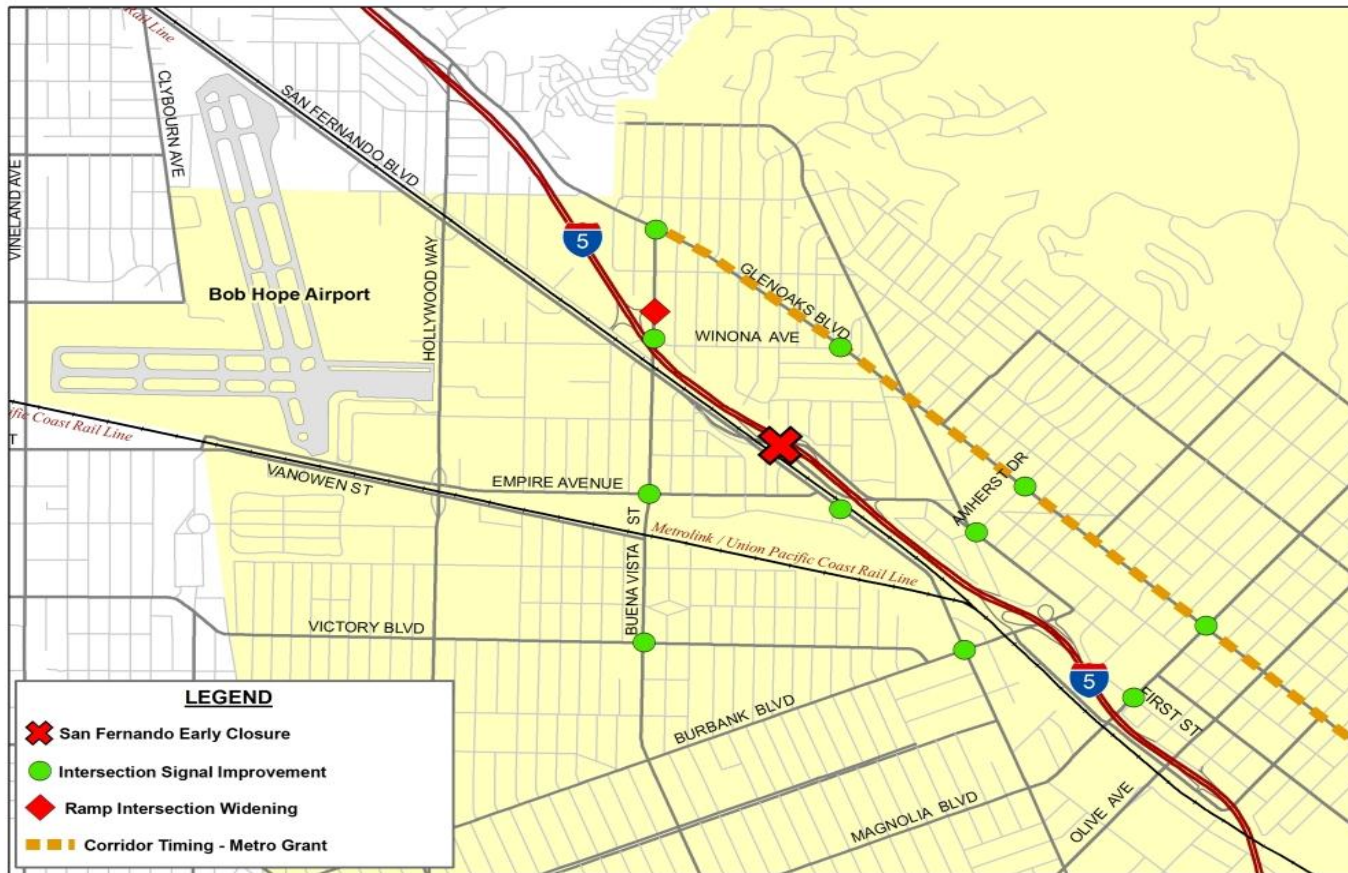 Rail Line
CLYBOURN AVE
SAN FERNANDO BLVD
VINELAND AVE
5
HOLLYWOOD WAY
Bob Hope Airport
GLENOAKS BLVD
WINONA AVE
ific Coast Rail Line
T
VANOWEN ST
EMPIRE AVENUE
AMHERST DR
Metrolink / Union Pacific Coast Rail Line
BUENA VISTA ST
VICTORY BLVD
5
FIRST ST
BURBANK BLVD
MAGNOLIA BLVD
OLIVE AVE
LEGEND
San Fernando Early Closure
Intersection Signal Improvement
Ramp Intersection Widening
Corridor Timing - Metro Grant